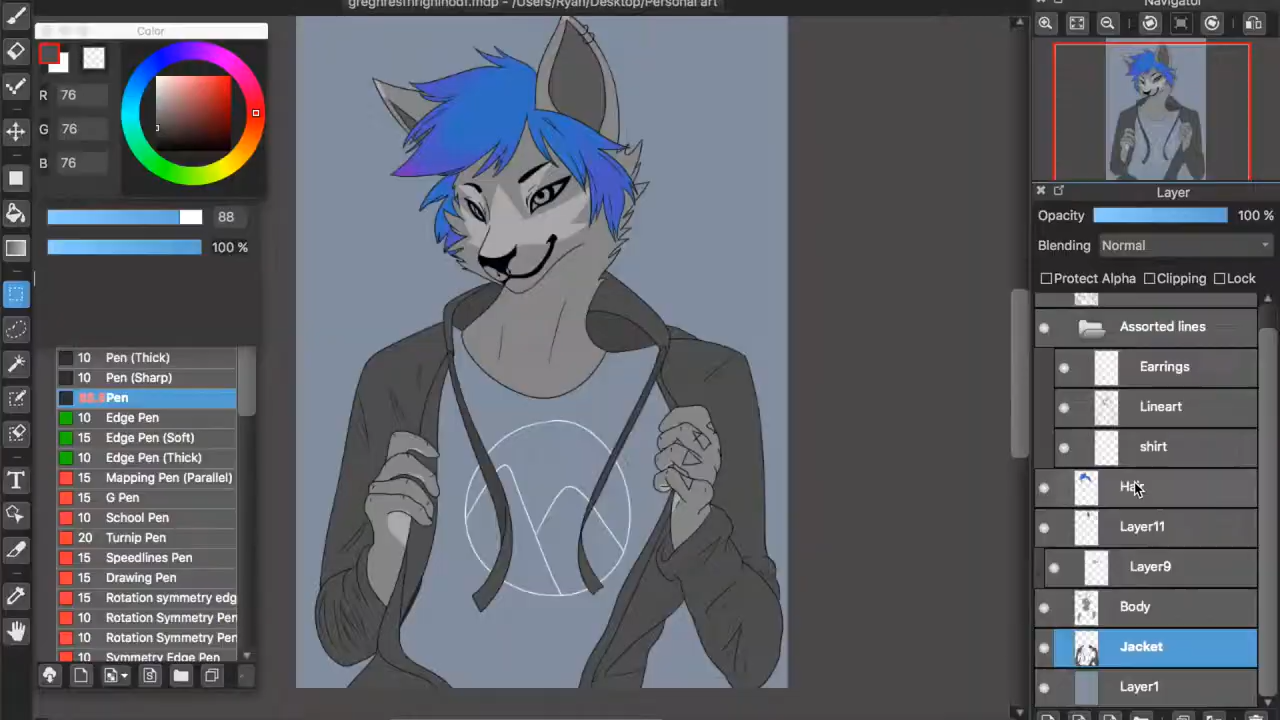 greghresthrighinodf.mdp - /Users/Ryan/Desktop/Personal art
Navigator
Color
R 76
G 76
B 76
88
100 %
10 Pen (Thick)
10 Pen (Sharp)
Pen
10 Edge Pen
15 Edge Pen (Soft)
10 Edge Pen (Thick)
15 Mapping Pen (Parallel)
15 G Pen
10 School Pen
20 Turnip Pen
15 Speedlines Pen
15 Drawing Pen
15 Rotation symmetry edg
10 Rotation Symmetry Pen
10 Rotation Symmetry Pen
10 Symmetry Edge Pen
Layer
Opacity 100 %
Blending Normal
Protect Alpha Clipping Lock
Assorted lines
Earrings
Lineart
shirt
Layer11
Layer9
Body
Jacket
Layer1